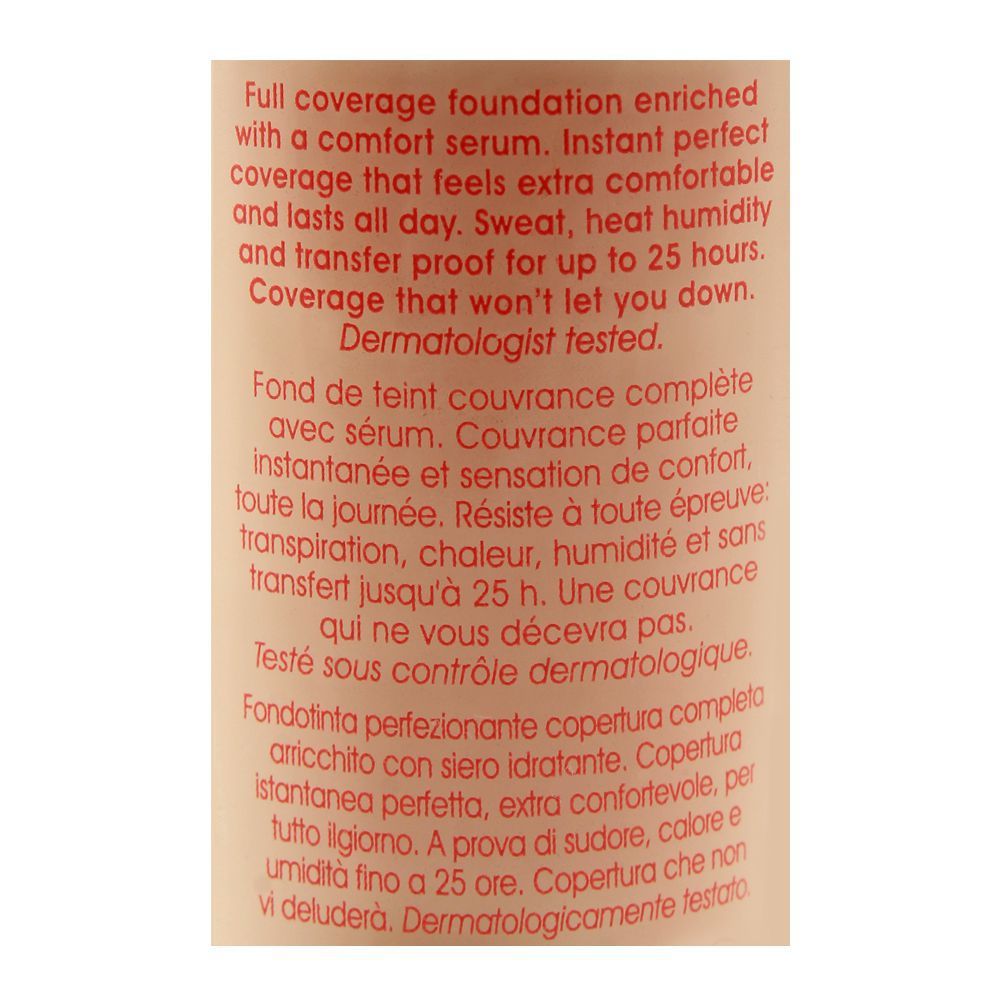 Full coverage foundation enriched
with a comfort serum. Instant perfect
coverage that feels extra comfortable
and lasts all day. Sweat, heat humidity
and transfer proof for up to 25 hours.
Coverage that won't let you down.
Dermatologist tested.
Fond de teint couvrance complète
avec sérum. Couvrance parfaite
instantanée et sensation de confort,
toute la journée. Résiste à toute épreuve:
transpiration, chaleur, humidité et sans
transfert jusqu'à 25 h. Une couvrance
qui ne vous décevra pas.
Testé sous contrôle dermatologique.
Fondotinta perfezionante copertura completa
arricchito con siero idratante. Copertura
istantanea perfetta, extra confortevole, per
tutto ilgiorno. A prova di sudore, calore e
umidità fino a 25 ore. Copertura che non
vi deluderà. Dermatologicamente testato.